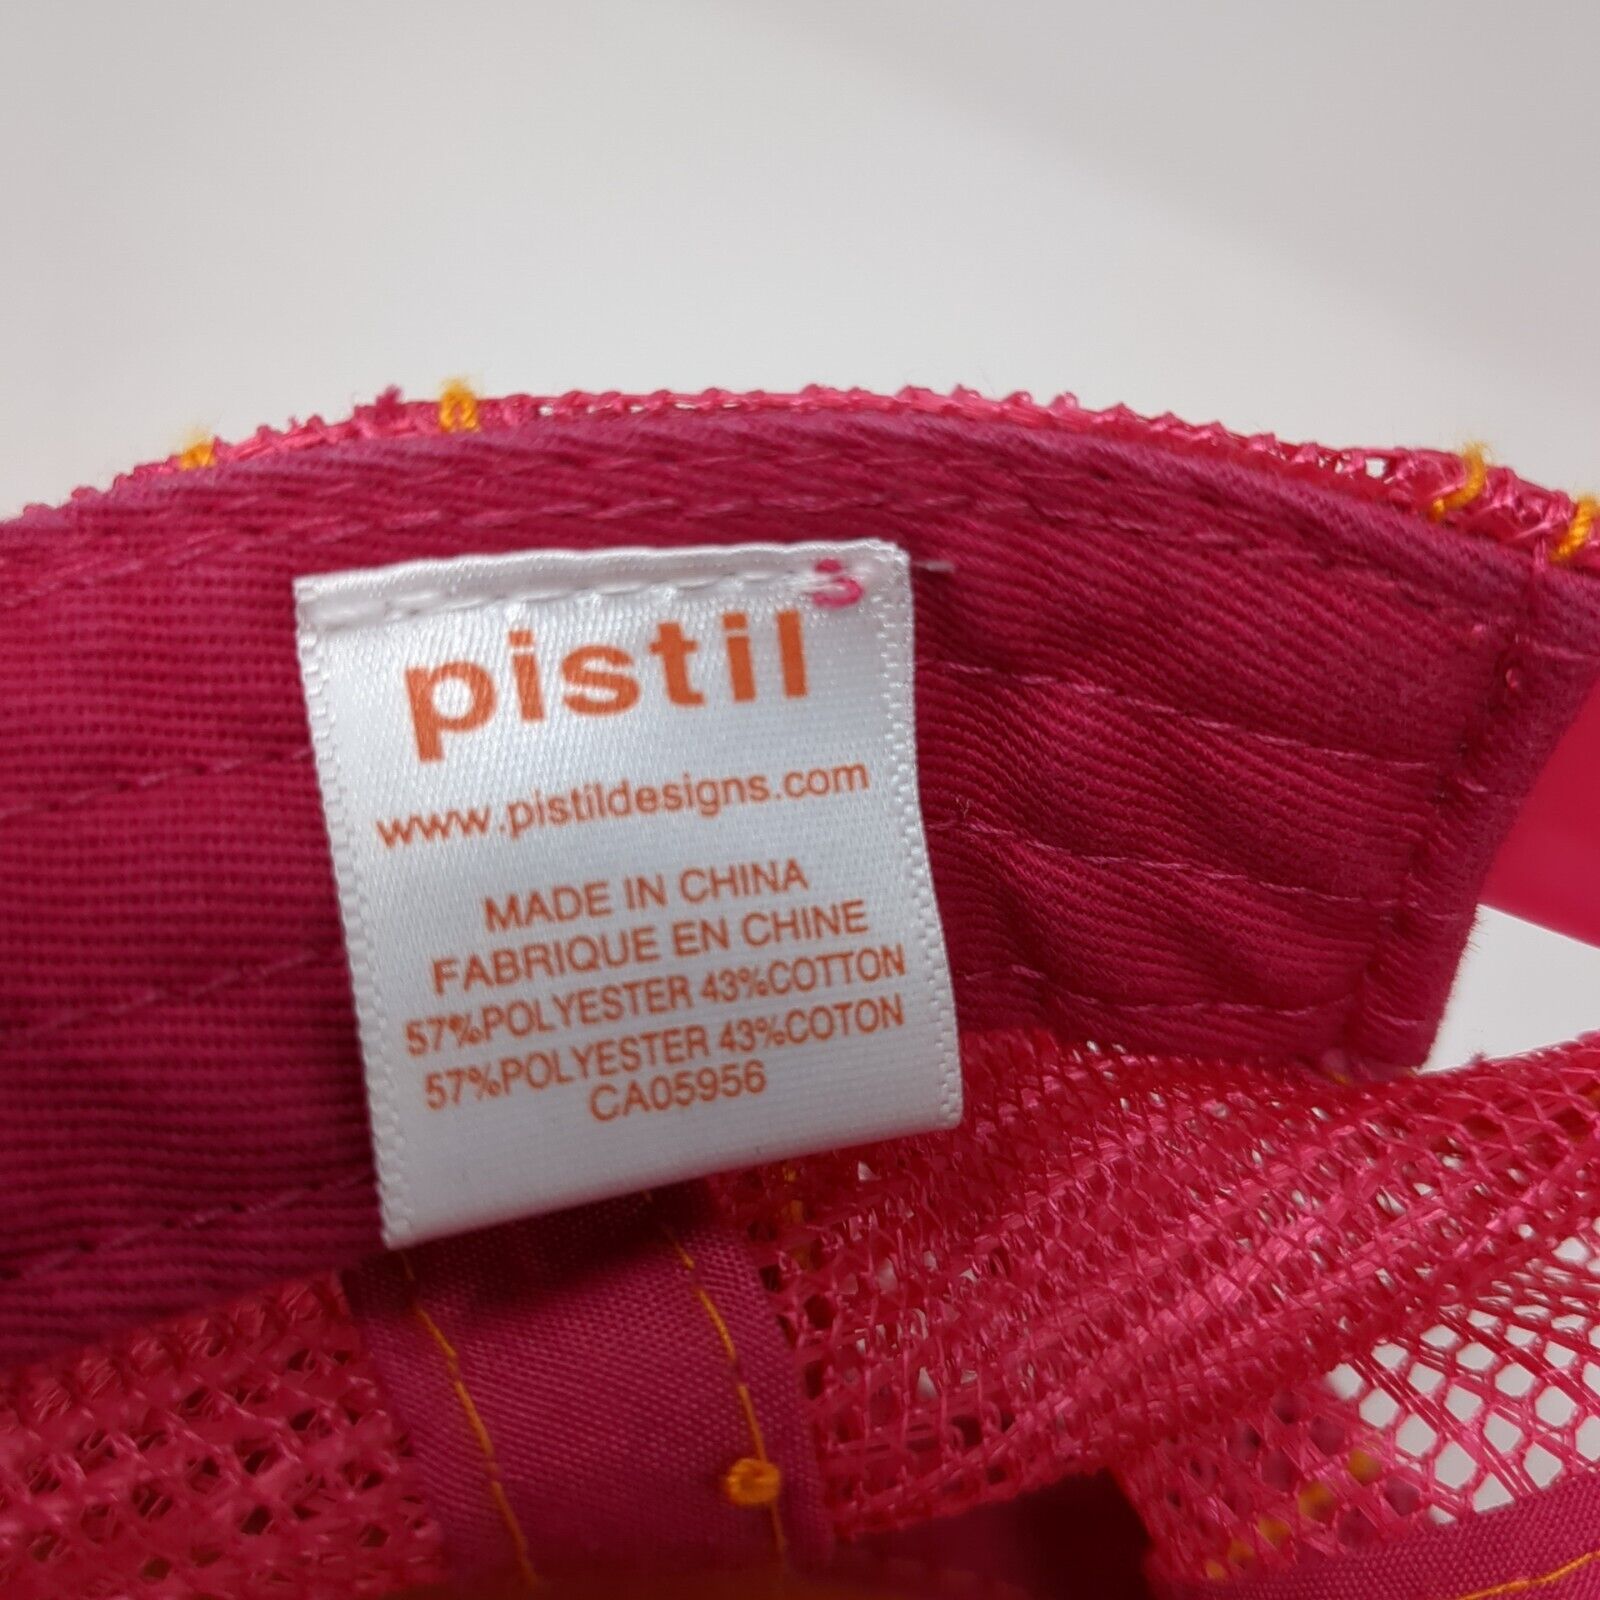 pistil
www.pistildesigns.com
MADE IN CHINA
FABRIQUE EN CHINE
57%POLYESTER 43%COTTON
57%POLYESTER 43%COTON
CA05956